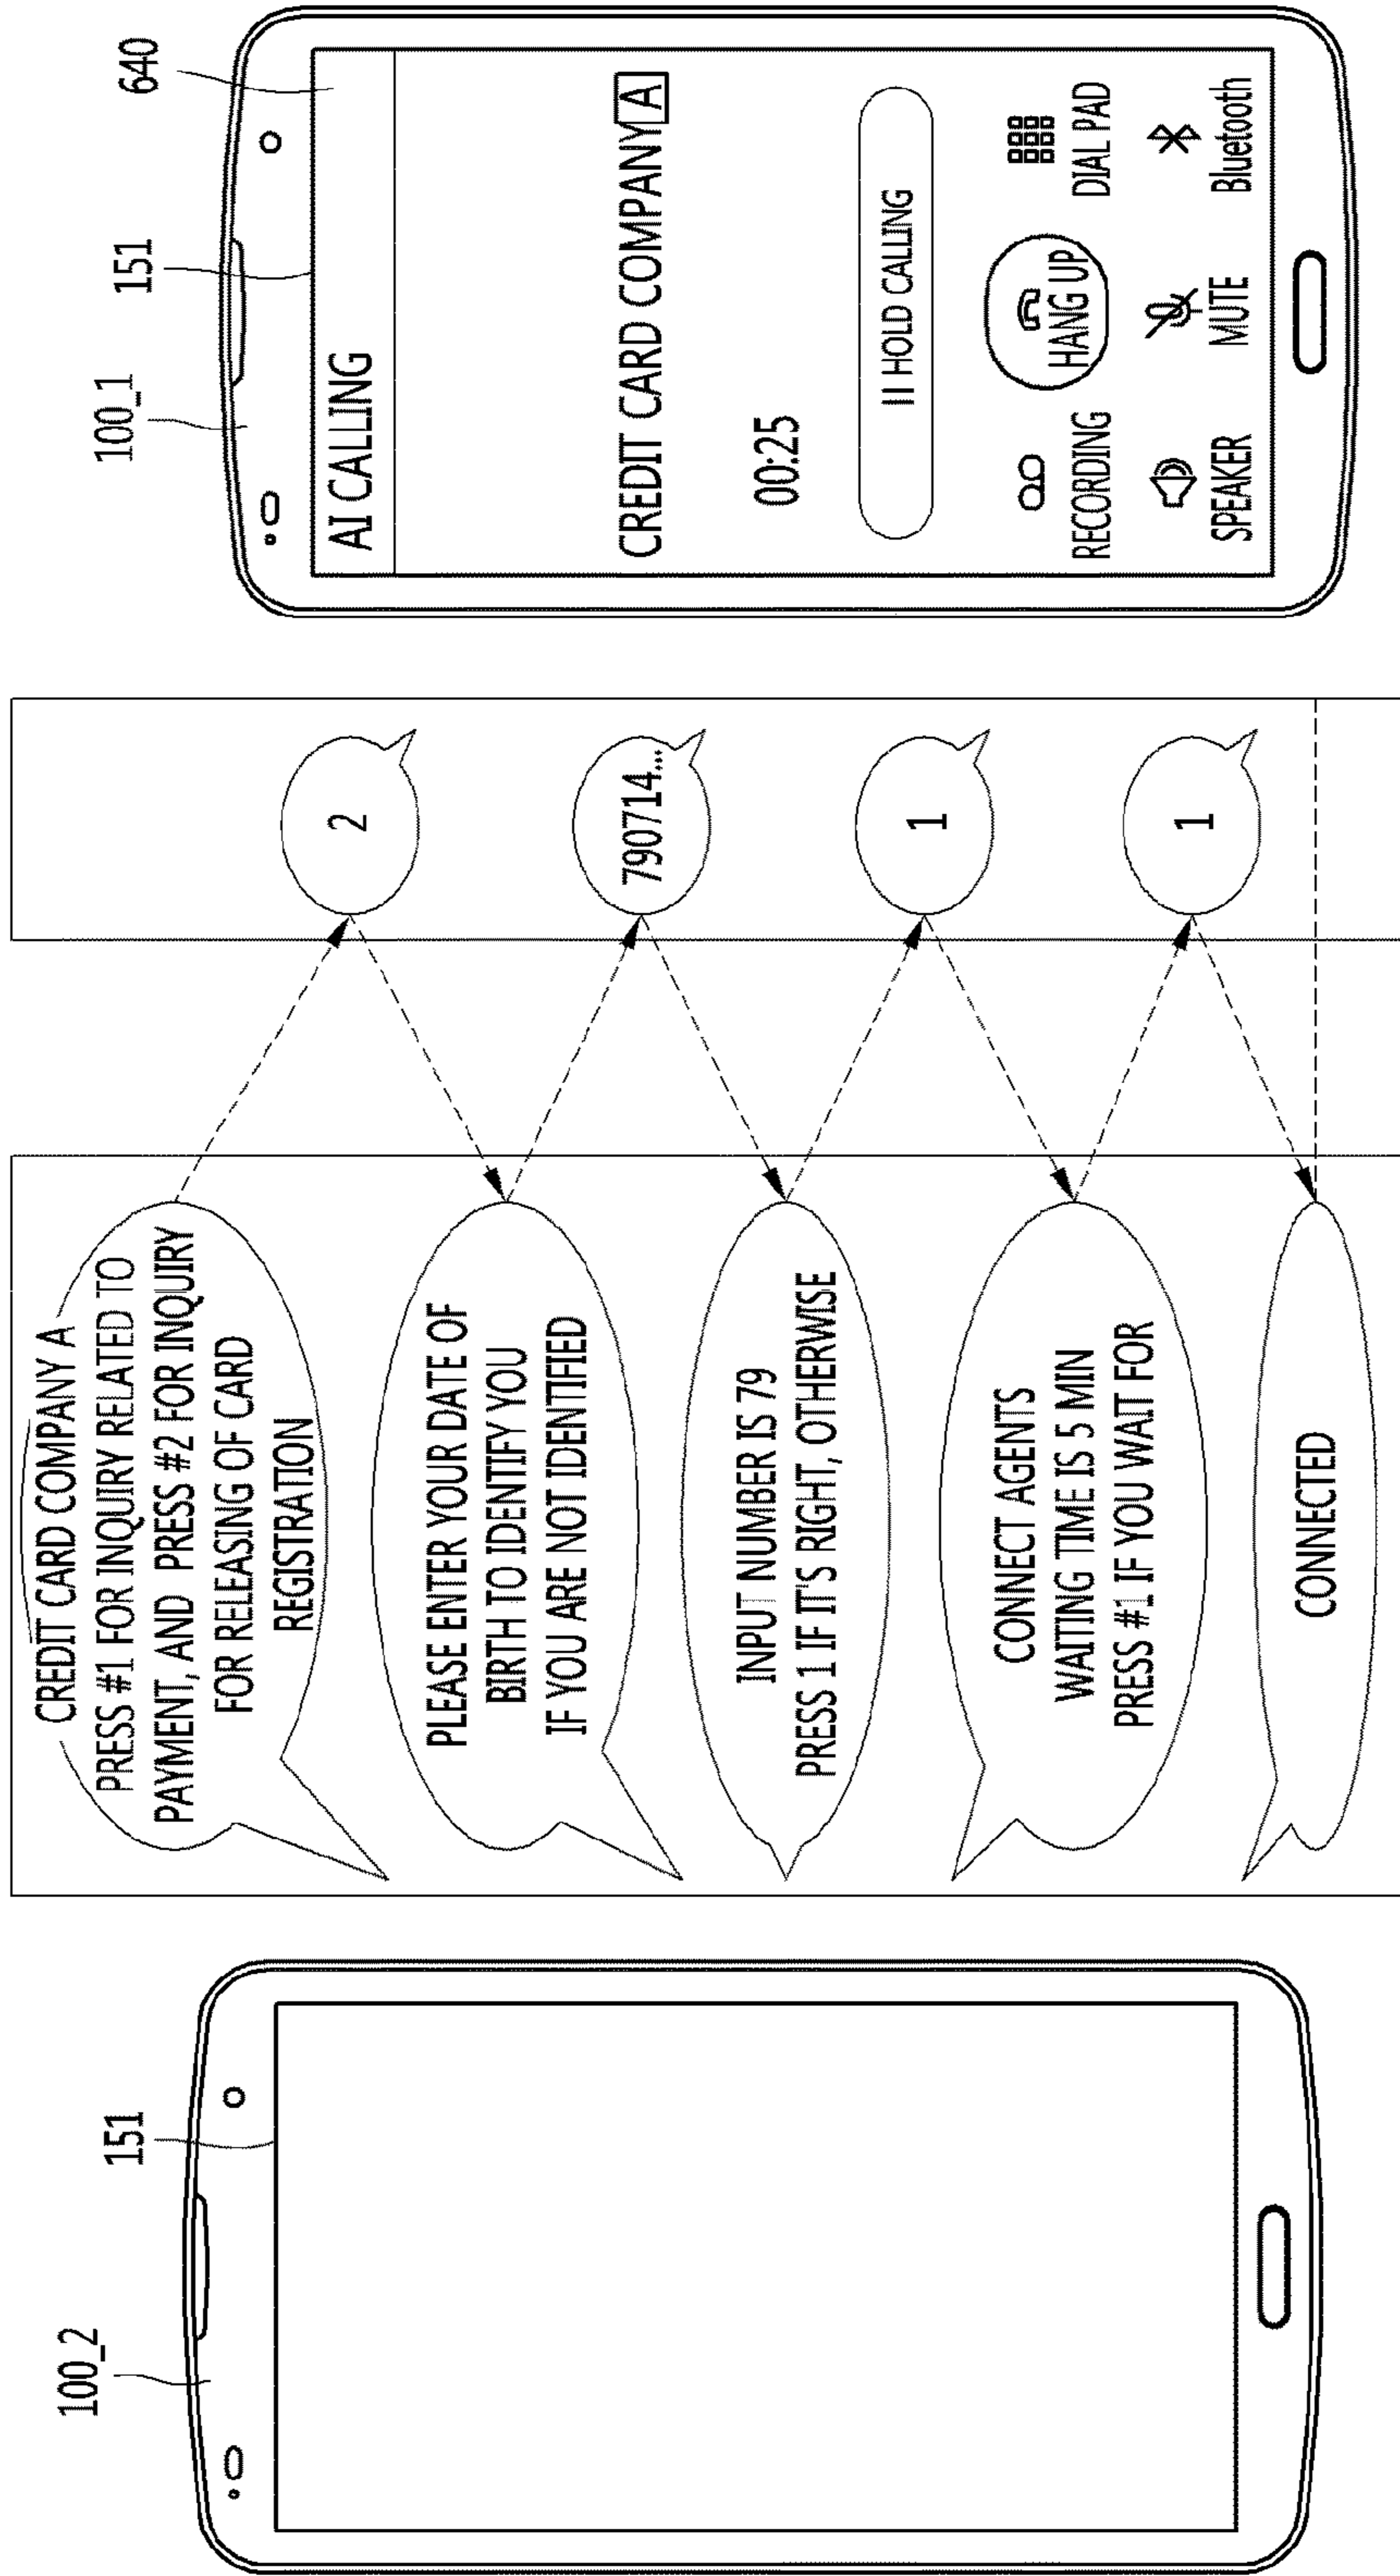 100_2
151
CREDIT CARD COMPANY A
PRESS #1 FOR INQUIRY RELATED TO
PAYMENT, AND PRESS #2 FOR INQUIRY
FOR RELEASING OF CARD
REGISTRATION
2
PLEASE ENTER YOUR DATE OF
BIRTH TO IDENTIFY YOU
IF YOU ARE NOT IDENTIFIED
790714...
INPUT NUMBER IS 79
PRESS 1 IF IT'S RIGHT, OTHERWISE
1
CONNECT AGENTS
WAITING TIME IS 5 MIN
PRESS #1 IF YOU WAIT FOR
1
CONNECTED
100_1
151
640
AI CALLING
CREDIT CARD COMPANY A
00:25
II HOLD CALLING
RECORDING
HANG UP
DIAL PAD
SPEAKER
MUTE
Bluetooth